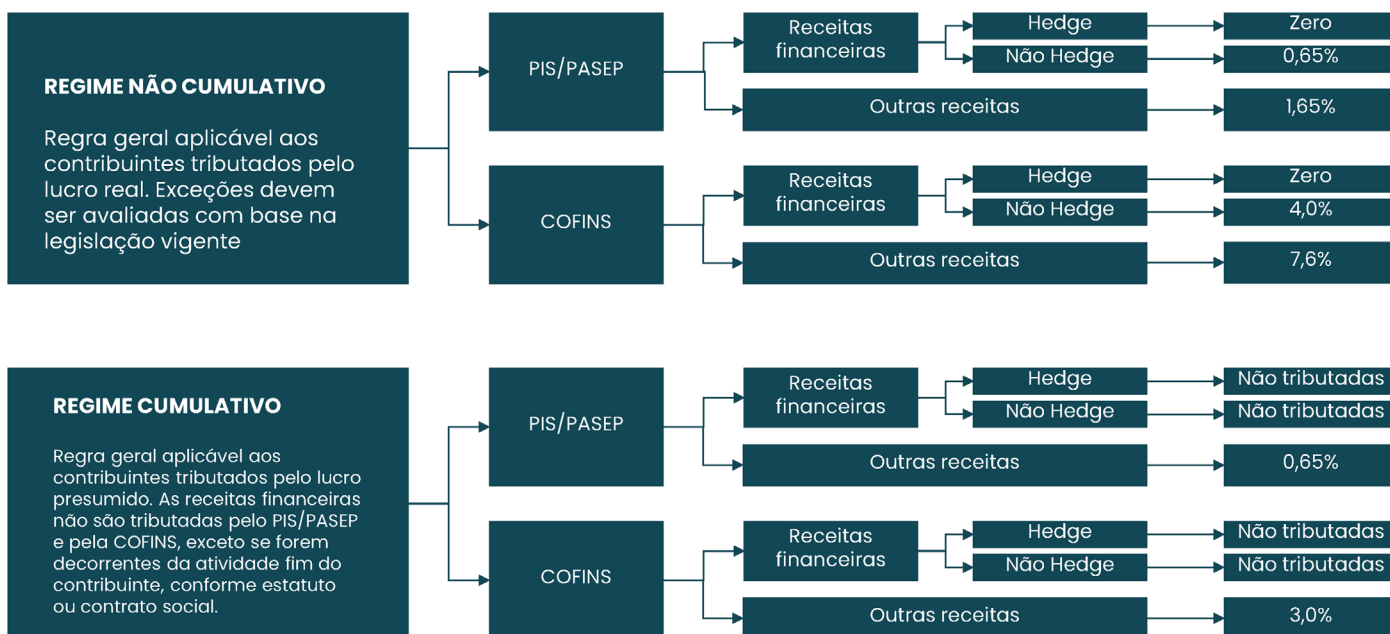 REGIME NÃO CUMULATIVO
Regra geral aplicável aos
contribuintes tributados pelo
lucro real. Exceções devem
ser avaliadas com base na
legislação vigente
PIS/PASEP
Receitas
financeiras
Hedge
Zero
Não Hedge
0,65%
Outras receitas
1,65%
COFINS
Receitas
financeiras
Hedge
Zero
Não Hedge
4,0%
Outras receitas
7,6%
REGIME CUMULATIVO
Regra geral aplicável aos
contribuintes tributados pelo lucro
presumido. As receitas financeiras
não são tributadas pelo PIS/PASEP
e pela COFINS, exceto se forem
decorrentes da atividade fim do
contribuinte, conforme estatuto
ou contrato social.
PIS/PASEP
Receitas
financeiras
Hedge
Não tributadas
Não Hedge
Não tributadas
Outras receitas
0,65%
COFINS
Receitas
financeiras
Hedge
Não tributadas
Não Hedge
Não tributadas
Outras receitas
3,0%